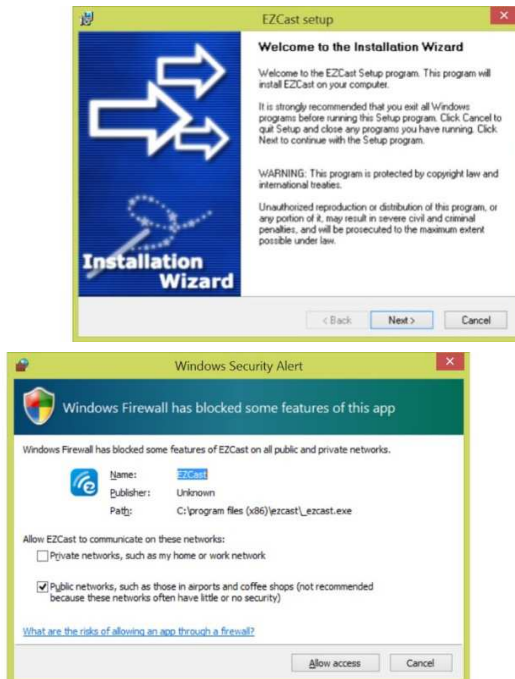 EZCast setup
Welcome to the Installation Wizard
Welcome to the EZCast Setup program. This program will
install EZCast on your computer.
It is strongly recommended that you exit all Windows
programs before running this Setup program. Click Cancel to
quit Setup and close any programs you have running. Click
Next to continue with the Setup program.
WARNING: This program is protected by copyright law and
international treaties.
Unauthorized reproduction or distribution of this program, or
any portion of it, may result in severe civil and criminal
penalties, and will be prosecuted to the maximum extent
possible under law.
Installation
Wizard
< Back
Next >
Cancel
Windows Security Alert
Windows Firewall has blocked some features of this app
Windows Firewall has blocked some features of EZCast on all public and private networks.
Name: EZCast
Publisher: Unknown
Path: C:\program files (x86)\ezcast\_ezcast.exe
Allow EZCast to communicate on these networks:
Private networks, such as my home or work network
Public networks, such as those in airports and coffee shops (not recommended
because these networks often have little or no security)
What are the risks of allowing an app through a firewall?
Allow access
Cancel